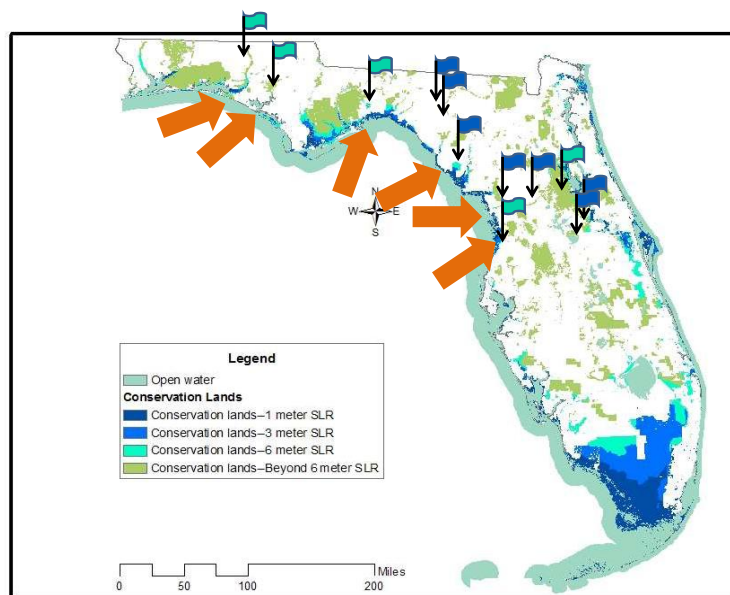 N
W E
S
Legend
Open water
Conservation Lands
Conservation lands–1 meter SLR
Conservation lands–3 meter SLR
Conservation lands–6 meter SLR
Conservation lands–Beyond 6 meter SLR
Miles
0 50 100 200